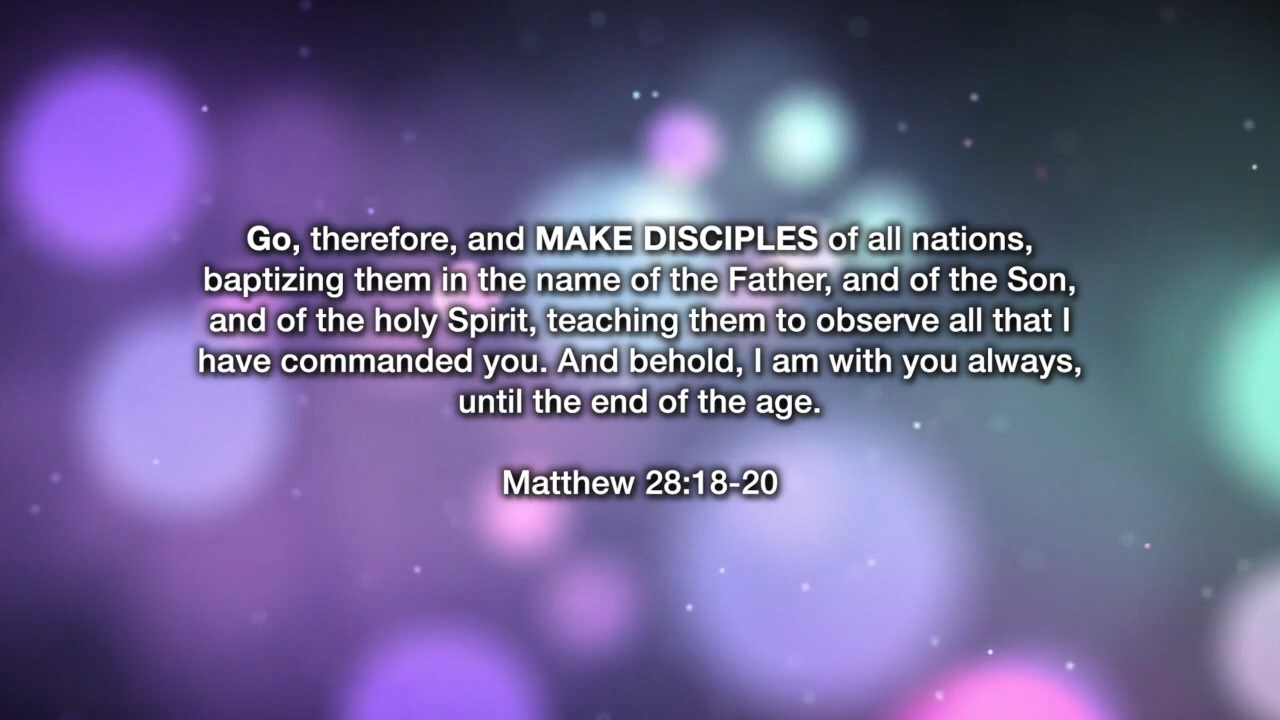 Go, therefore, and MAKE DISCIPLES of all nations,
baptizing them in the name of the Father, and of the Son,
and of the holy Spirit, teaching them to observe all that I
have commanded you. And behold, I am with you always,
until the end of the age.
Matthew 28:18-20